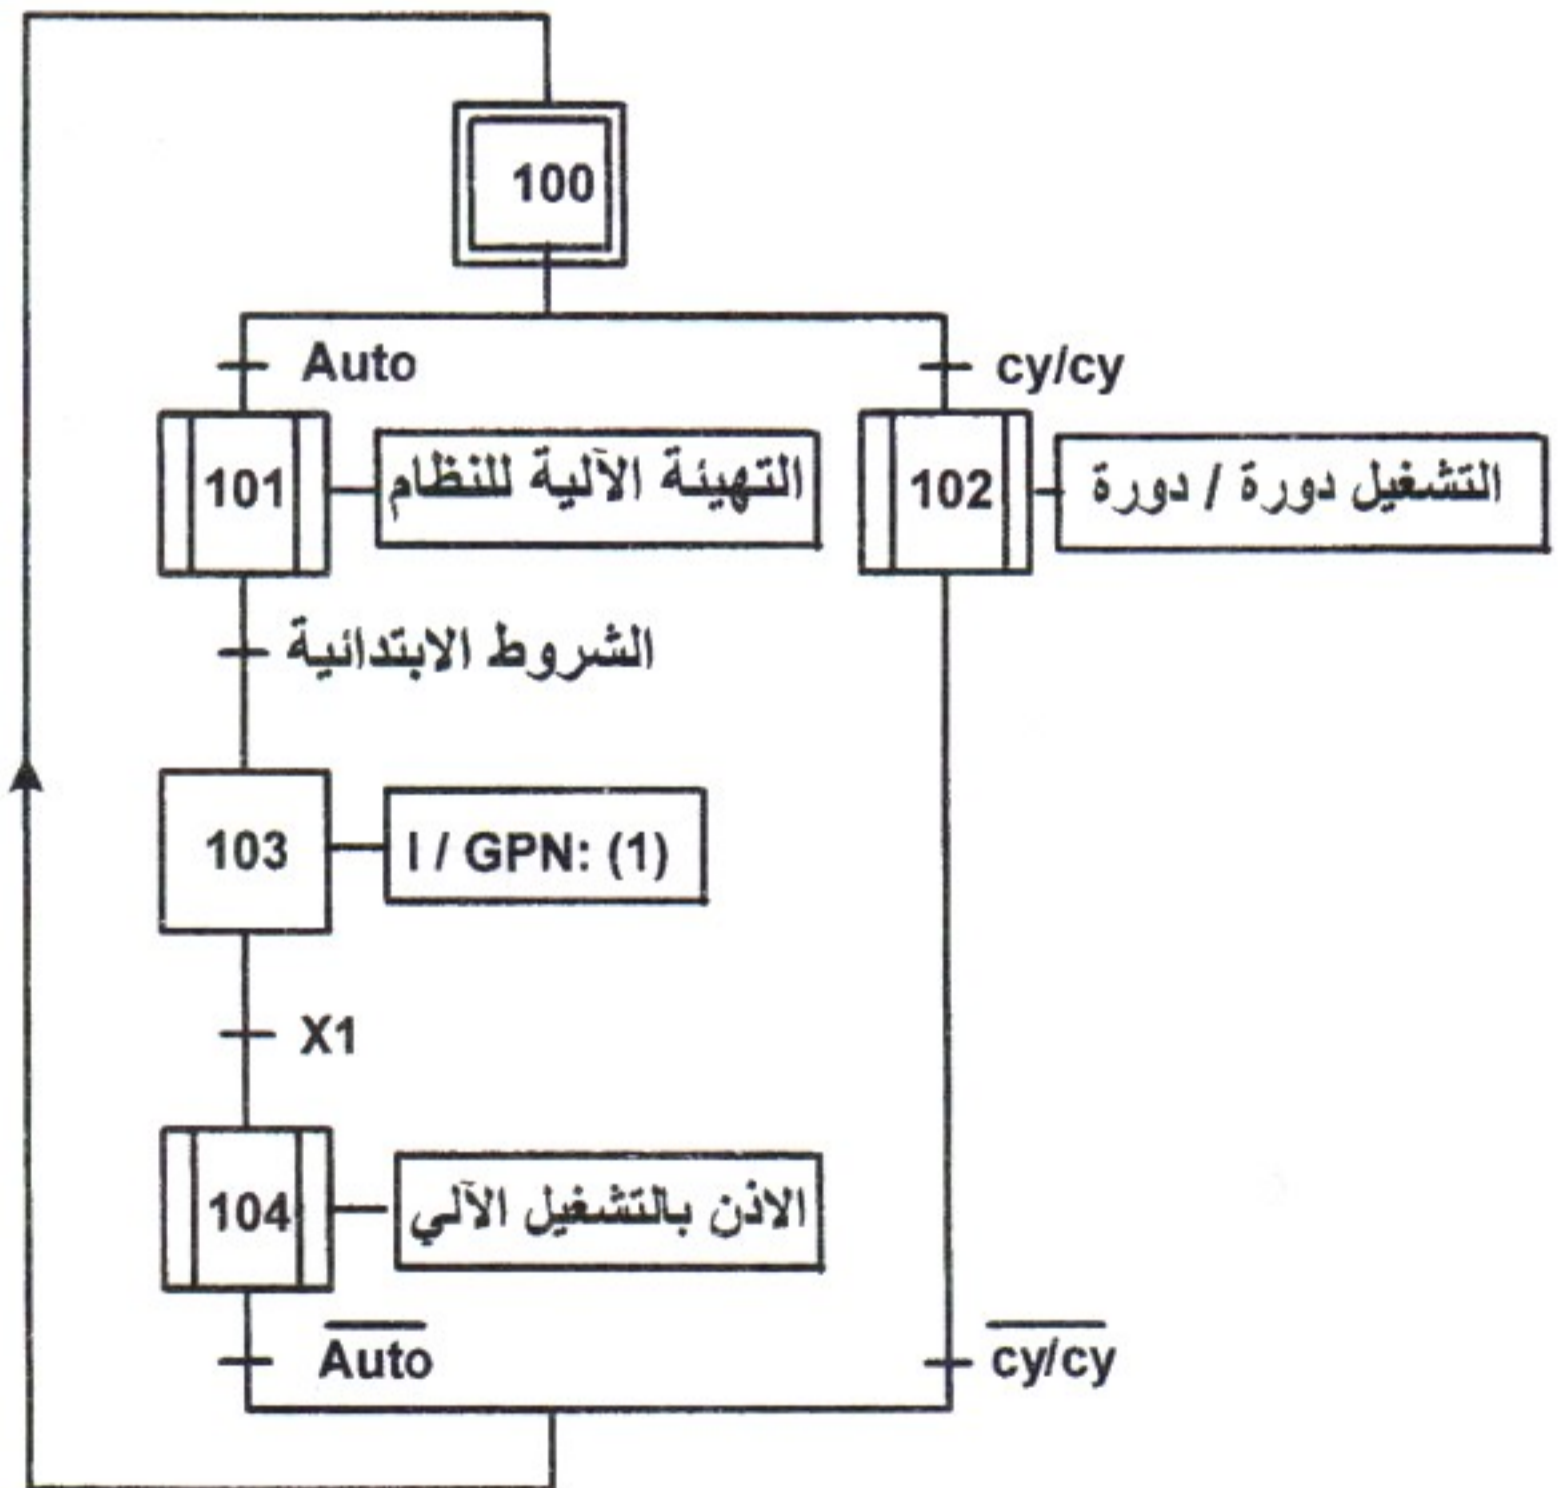 100
Auto
cy/cy
101
التهيئة الآلية للنظام
102
التشغيل دورة / دورة
الشروط الابتدائية
103
I / GPN: (1)
X1
104
الاذن بالتشغيل الآلي
Auto
cy/cy